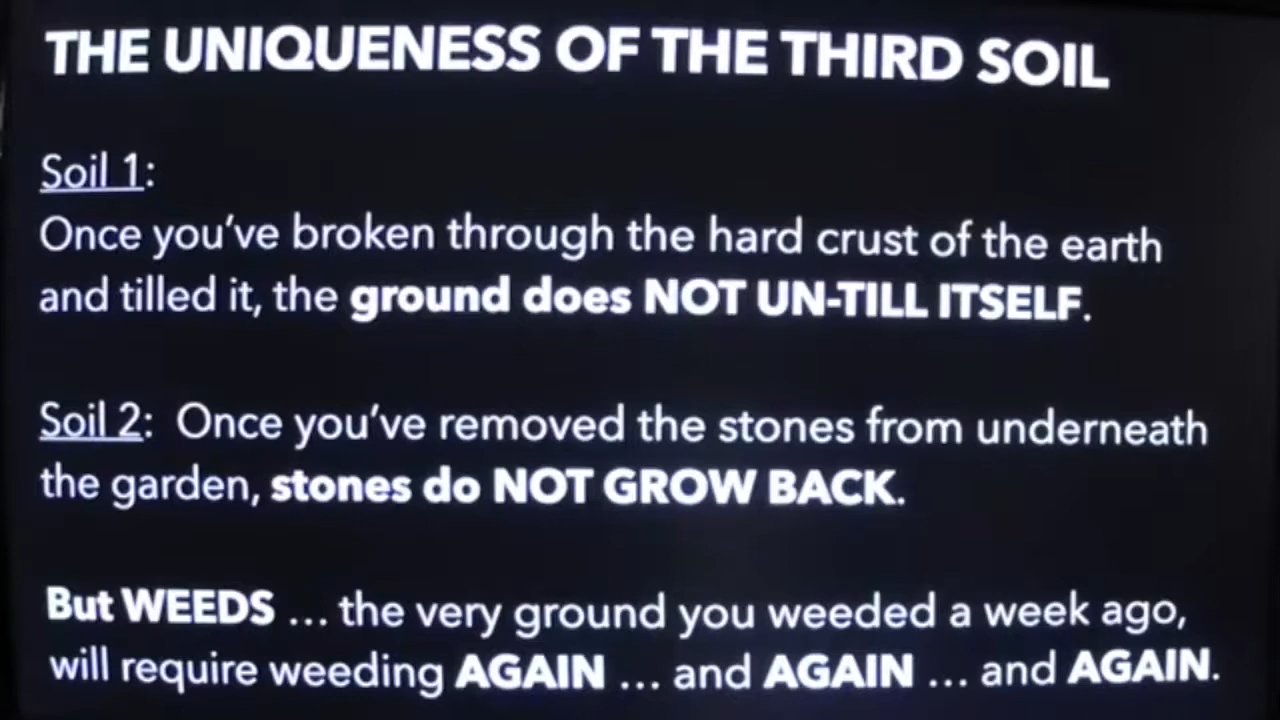 THE UNIQUENESS OF THE THIRD SOIL
Soil 1:
Once you've broken through the hard crust of the earth
and tilled it, the ground does NOT UN-TILL ITSELF.
Soil 2: Once you've removed the stones from underneath
the garden, stones do NOT GROW BACK.
But WEEDS ... the very ground you weeded a week ago,
will require weeding AGAIN ... and AGAIN ... and AGAIN.